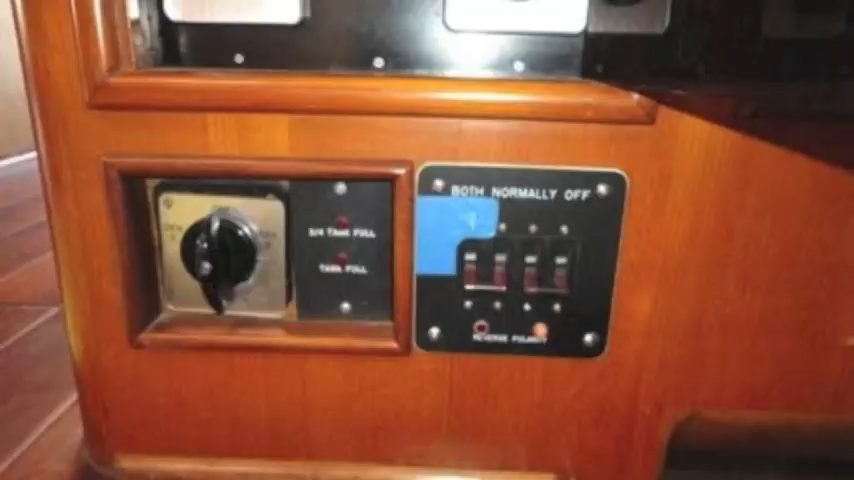 BOTH NORMALLY OFF
3/4 TANK FULL
TANK FULL
REVERSE POLARITY